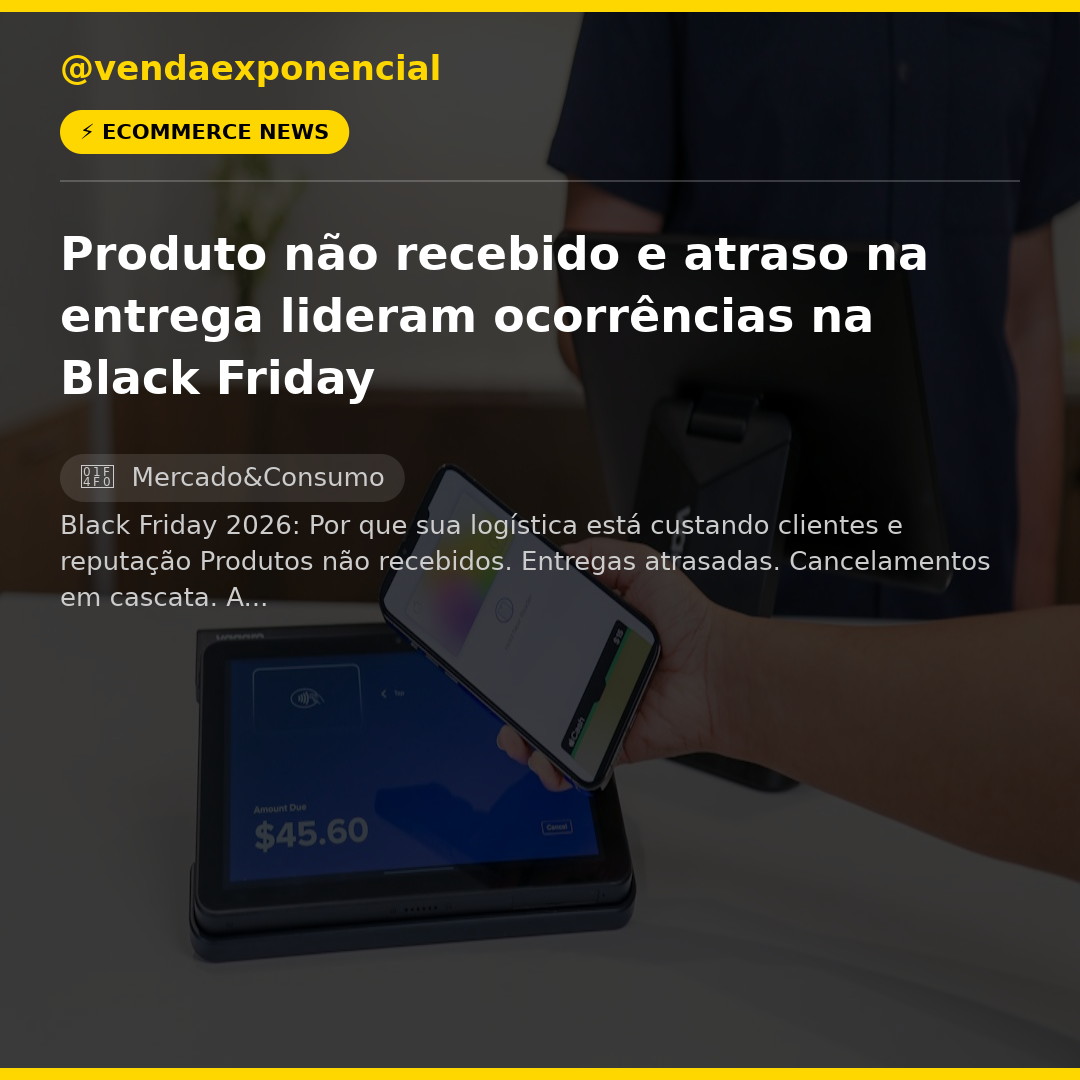 @vendaexponencial
⚡ ECOMMERCE NEWS
Produto não recebido e atraso na
entrega lideram ocorrências na
Black Friday
Mercado&Consumo
Black Friday 2026: Por que sua logística está custando clientes e
reputação Produtos não recebidos. Entregas atrasadas. Cancelamentos
em cascata. A...
$15
Cash
Amount Due
$45.60
Cancel